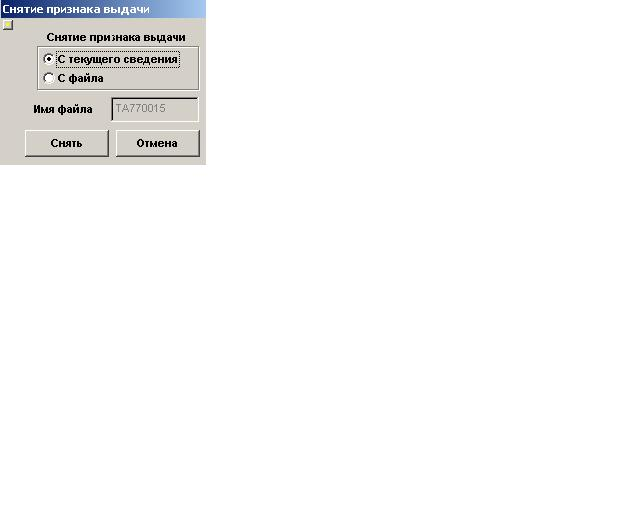 Снятие признака выдачи
Снятие признака выдачи
С текущего сведения
С файла
Имя файла TA770015
Снять Отмена